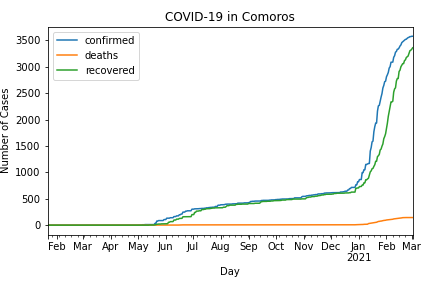 COVID-19 in Comoros
confirmed
deaths
recovered
Number of Cases
3500
3000
2500
2000
1500
1000
500
0
Feb Mar Apr May Jun Jul Aug Sep Oct Nov Dec Jan Feb Mar
2021
Day